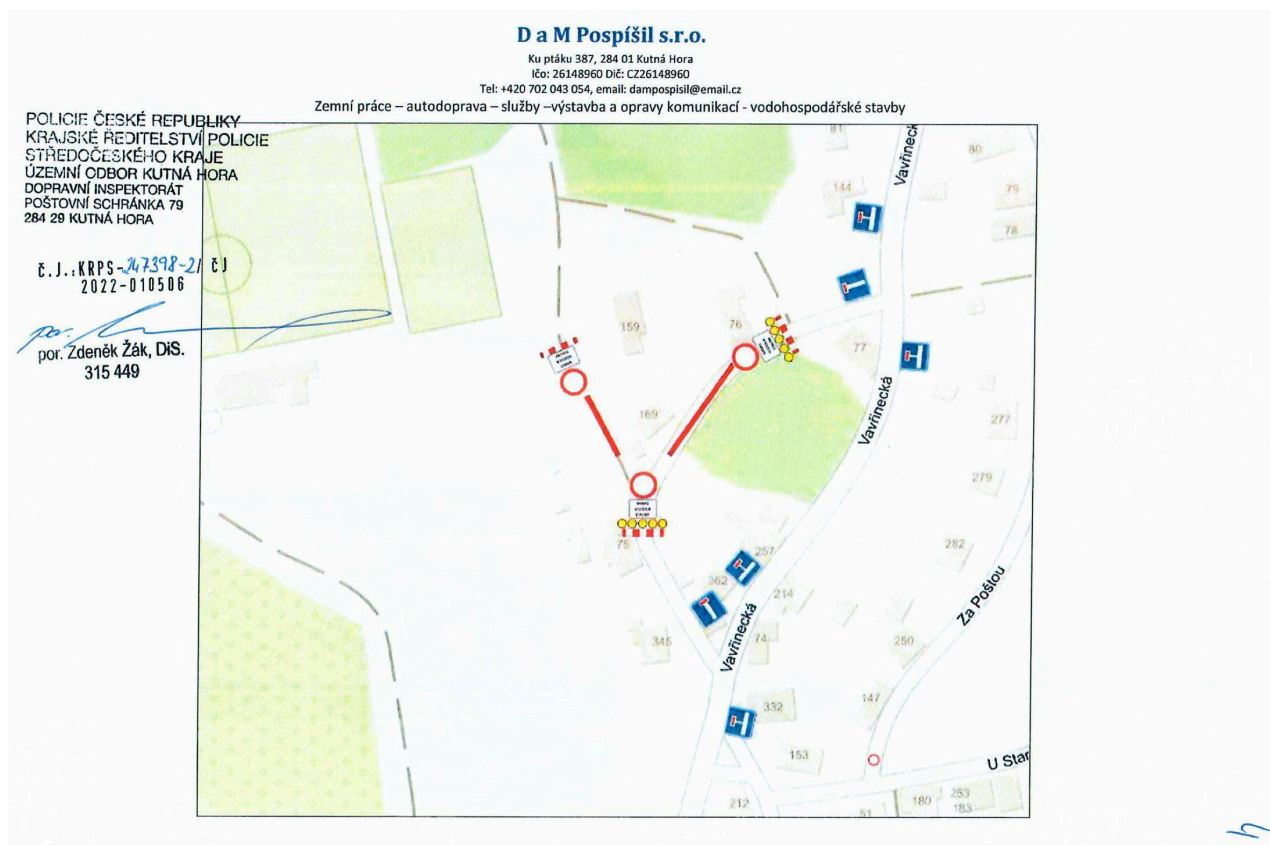 D a M Pospíšil s.r.o.
Ku ptáku 387, 284 01 Kutná Hora
Ičo: 26148960 Dič: CZ26148960
Tel: +420 702 043 054, email: dampospisil@email.cz
Zemní práce – autodoprava – služby –výstavba a opravy komunikací - vodohospodářské stavby
POLICIE ČESKÉ REPUBLIKY
KRAJSKÉ ŘEDITELSTVÍ POLICIE
STŘEDOČESKÉHO KRAJE
ÚZEMNÍ ODBOR KUTNÁ HORA
DOPRAVNÍ INSPEKTORÁT
POŠTOVNÍ SCHRÁNKA 79
284 29 KUTNÁ HORA
č.J.:KRPS-247398-2/ČJ
2022-010506
por.
por. Zdeněk Žák, DiS.
315 449
81
Vavřinecká
80
144
79
78
159
76
77
Vavřinecká
169
277
279
75
257
282
362
214
Za Poštou
Vavřinecká
345
74
250
147
332
153
U Star
212
51
180
253
183
4